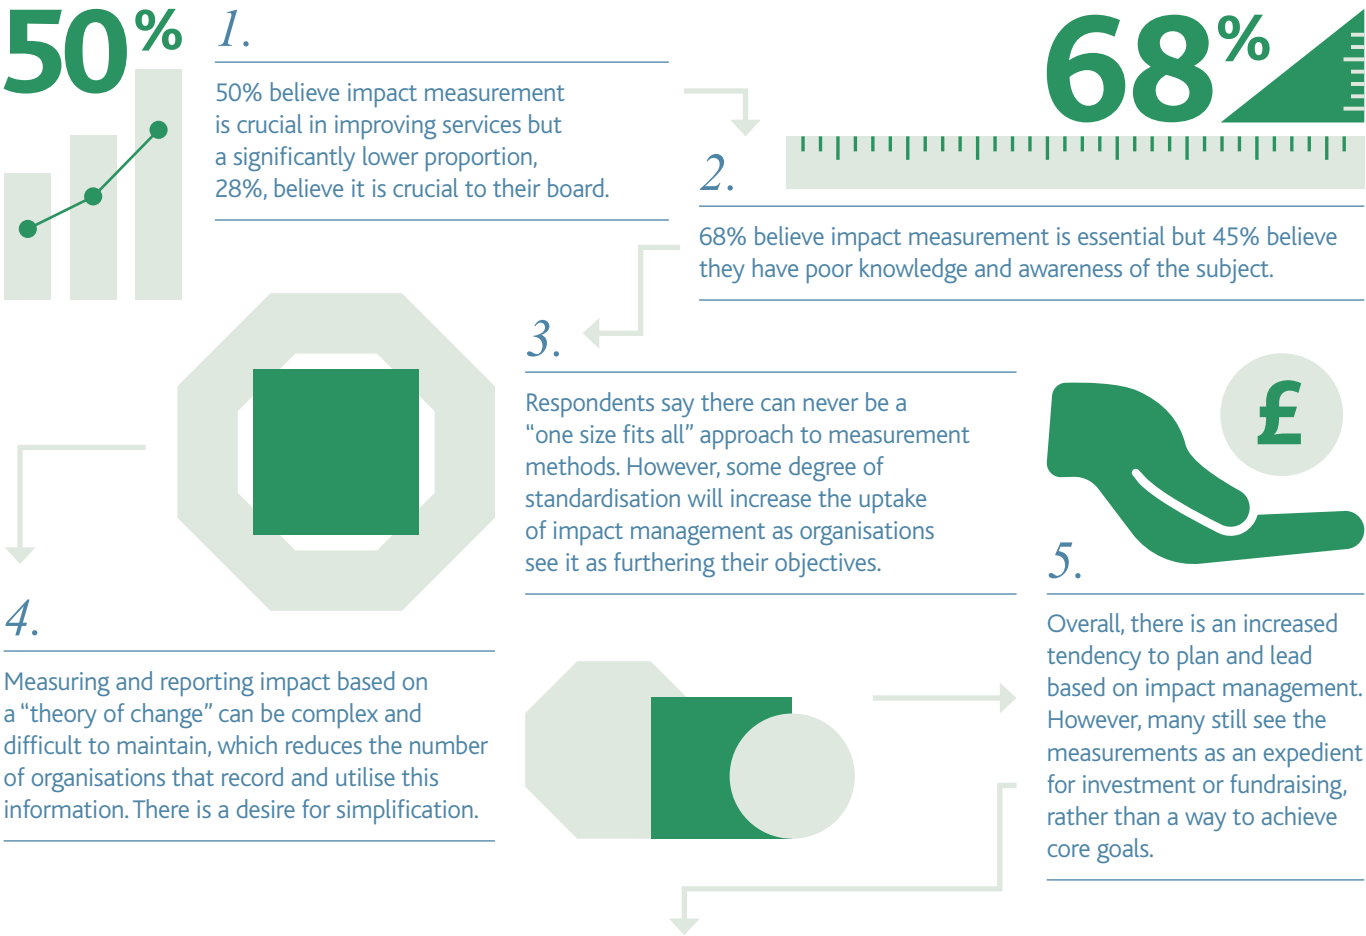 50%
1.
50% believe impact measurement
is crucial in improving services but
a significantly lower proportion,
28%, believe it is crucial to their board.
68%
2.
68% believe impact measurement is essential but 45% believe
they have poor knowledge and awareness of the subject.
3.
Respondents say there can never be a
“one size fits all” approach to measurement
methods. However, some degree of
standardisation will increase the uptake
of impact management as organisations
see it as furthering their objectives.
4.
Measuring and reporting impact based on
a “theory of change” can be complex and
difficult to maintain, which reduces the number
of organisations that record and utilise this
information. There is a desire for simplification.
£
5.
Overall, there is an increased
tendency to plan and lead
based on impact management.
However, many still see the
measurements as an expedient
for investment or fundraising,
rather than a way to achieve
core goals.